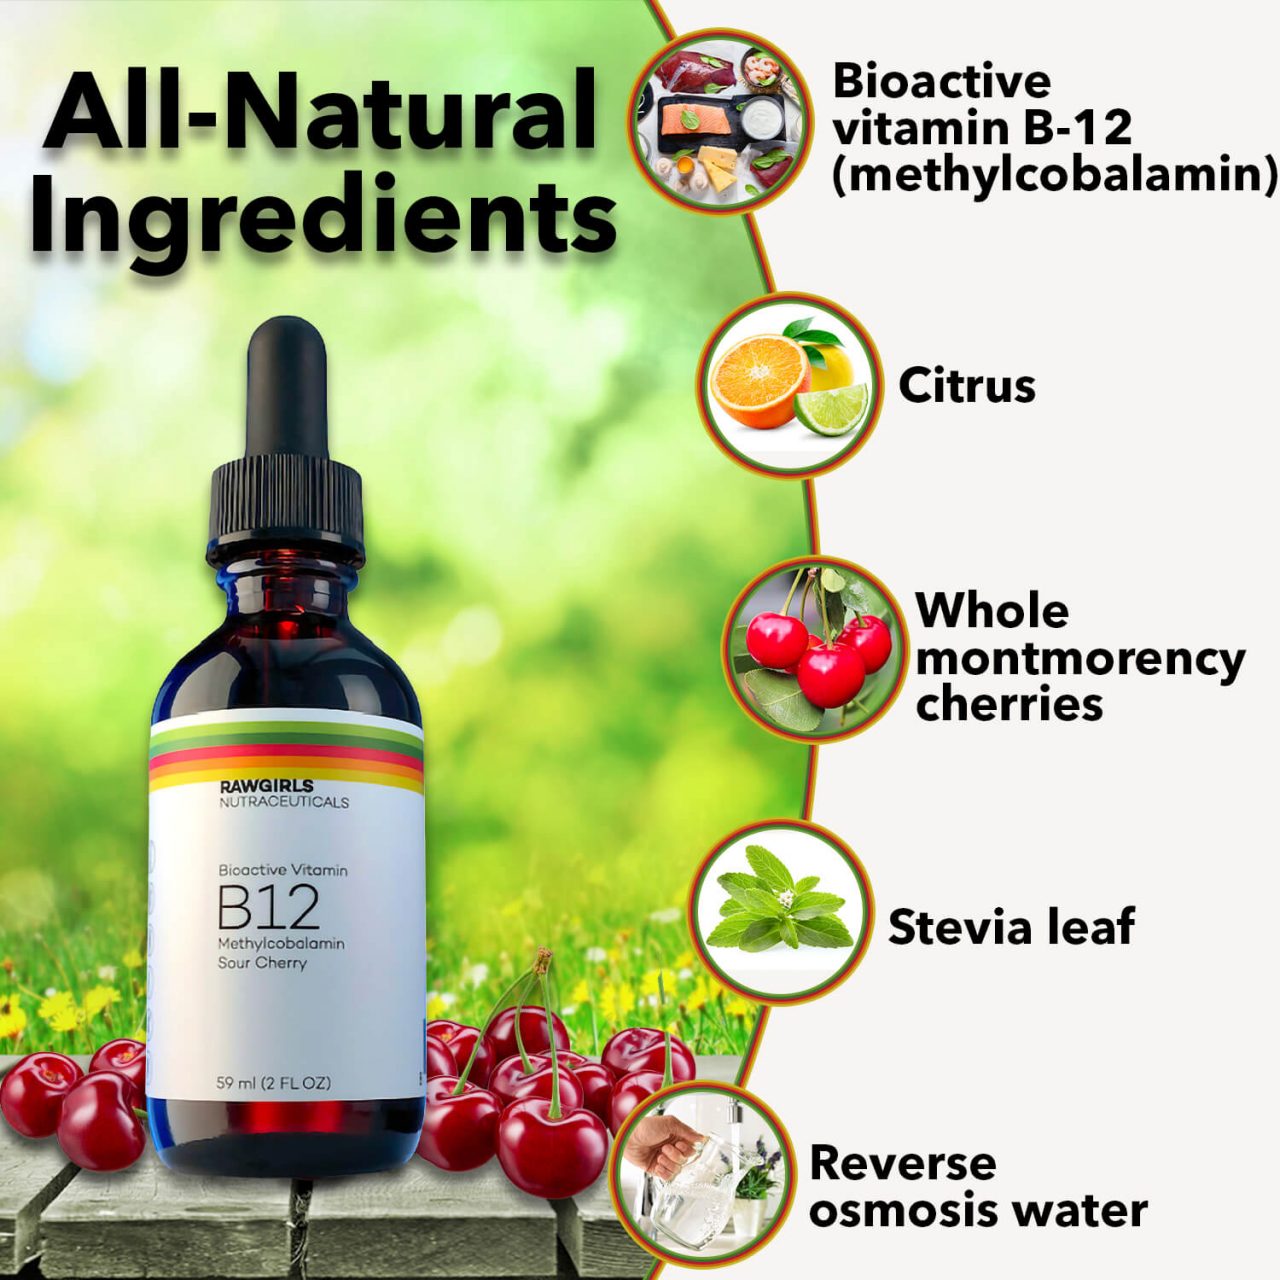 All-Natural
Ingredients
Bioactive
vitamin B-12
(methylcobalamin)
Citrus
Whole
montmorency
cherries
Stevia leaf
Reverse
osmosis water
RAWGIRLS
NUTRACEUTICALS
Bioactive Vitamin
B12
Methylcobalamin
Sour Cherry
59 ml (2 FL OZ)